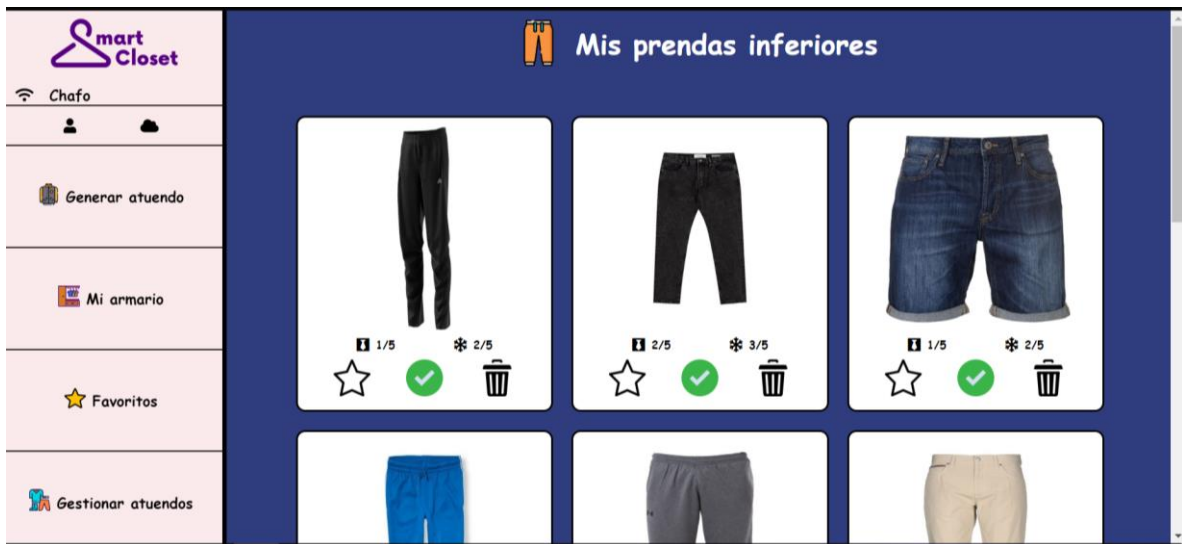 Smart
Closet
Chafo
Generar atuendo
Mi armario
Favoritos
Gestionar atuendos
Mis prendas inferiores
1/5 2/5
2/5 3/5
1/5 2/5